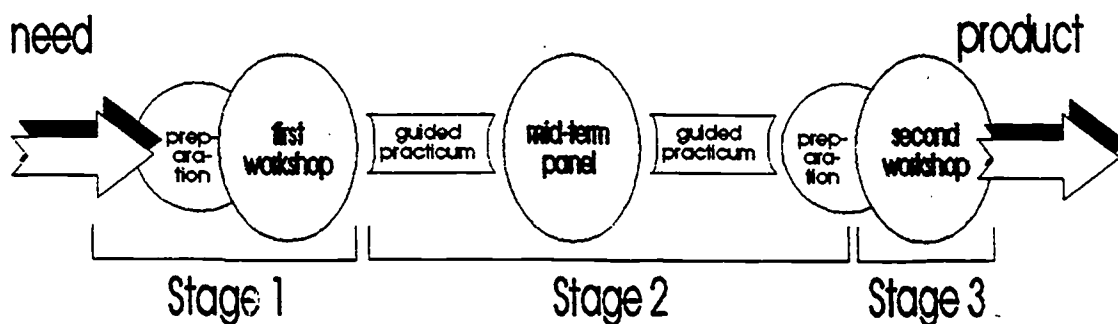 need
product
prep-
ara-
tion
first
workshop
guided
practicum
mid-term
panel
guided
practicum
prep-
ara-
tion
second
workshop
Stage 1
Stage 2
Stage 3